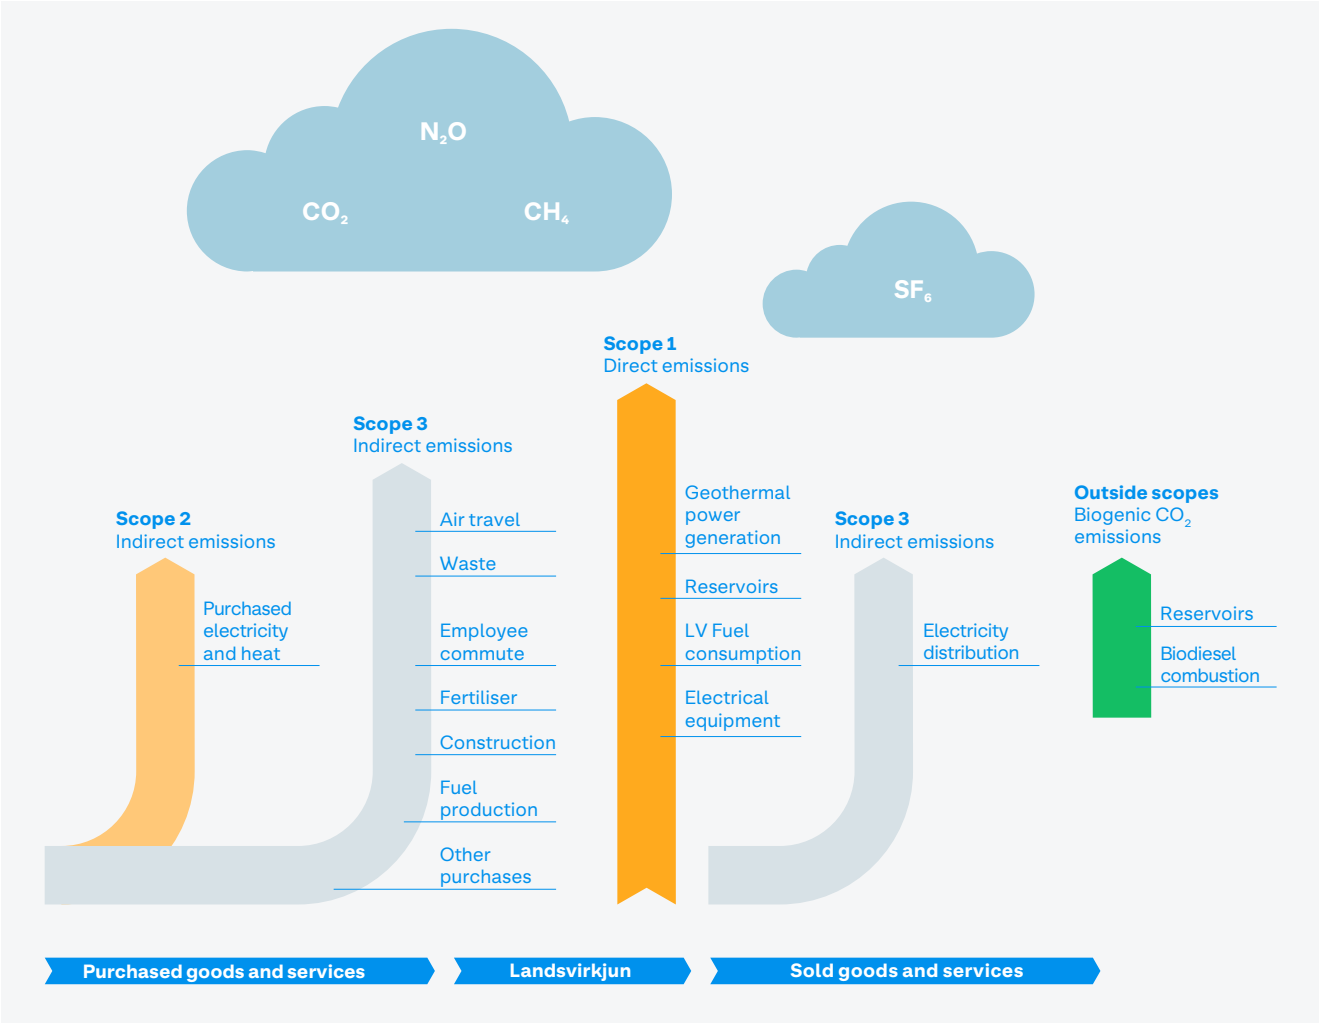 N₂O
CO₂
CH₄
SF₆
Scope 1
Direct emissions
Scope 3
Indirect emissions
Scope 2
Indirect emissions
Purchased
electricity
and heat
Air travel
Waste
Employee
commute
Fertiliser
Construction
Fuel
production
Other
purchases
Geothermal
power
generation
Reservoirs
LV Fuel
consumption
Electrical
equipment
Scope 3
Indirect emissions
Electricity
distribution
Outside scopes
Biogenic CO₂
emissions
Reservoirs
Biodiesel
combustion
Purchased goods and services
Landsvirkjun
Sold goods and services